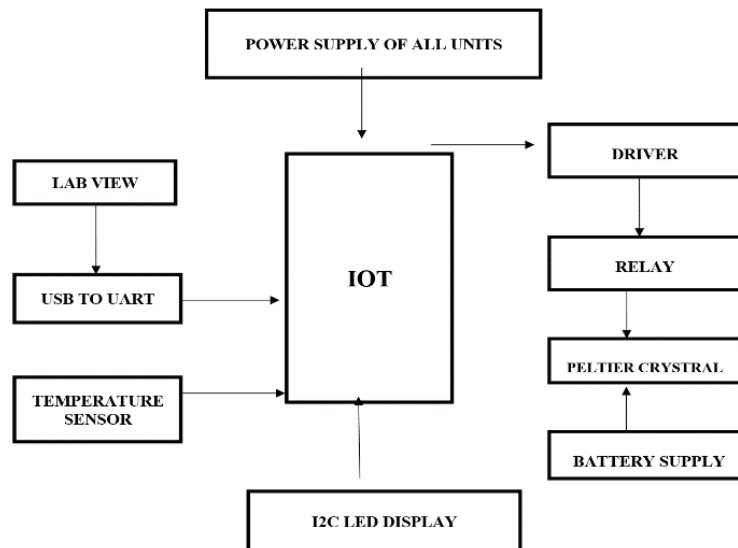 POWER SUPPLY OF ALL UNITS
LAB VIEW
USB TO UART
TEMPERATURE
SENSOR
IOT
DRIVER
RELAY
PELTIER CRYSTRAL
BATTERY SUPPLY
I2C LED DISPLAY